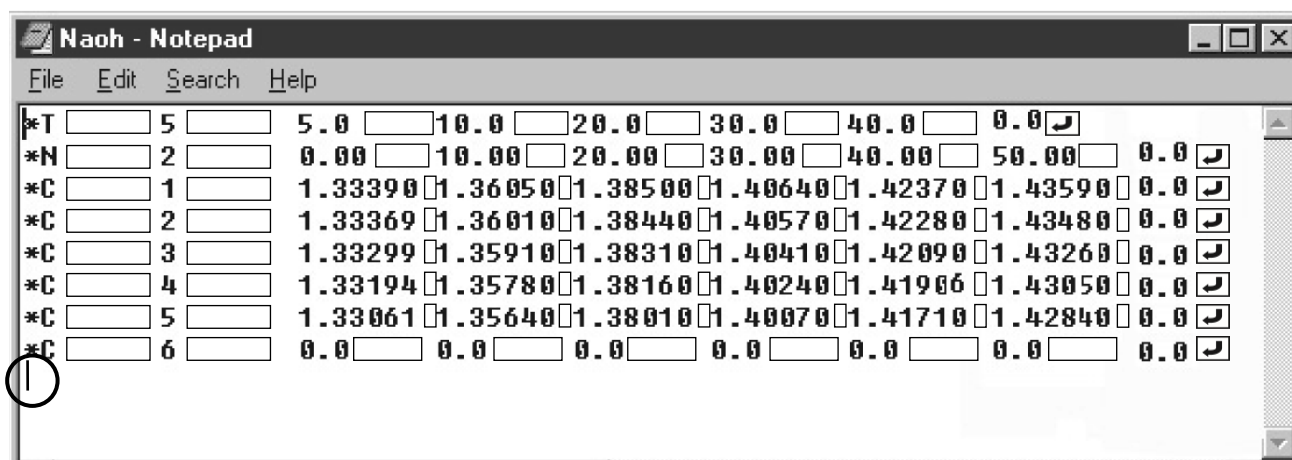 Naoh - Notepad
File Edit Search Help
*T 5 5.0 10.0 20.0 30.0 40.0 0.0
*N 2 0.00 10.00 20.00 30.00 40.00 50.00 0.0
*C 1 1.33390 1.36050 1.38500 1.40640 1.42370 1.43590 0.0
*C 2 1.33369 1.36010 1.38440 1.40570 1.42280 1.43480 0.0
*C 3 1.33299 1.35910 1.38310 1.40410 1.42090 1.43260 0.0
*C 4 1.33194 1.35780 1.38160 1.40240 1.41906 1.43050 0.0
*C 5 1.33061 1.35640 1.38010 1.40070 1.41710 1.42840 0.0
*C 6 0.0 0.0 0.0 0.0 0.0 0.0 0.0